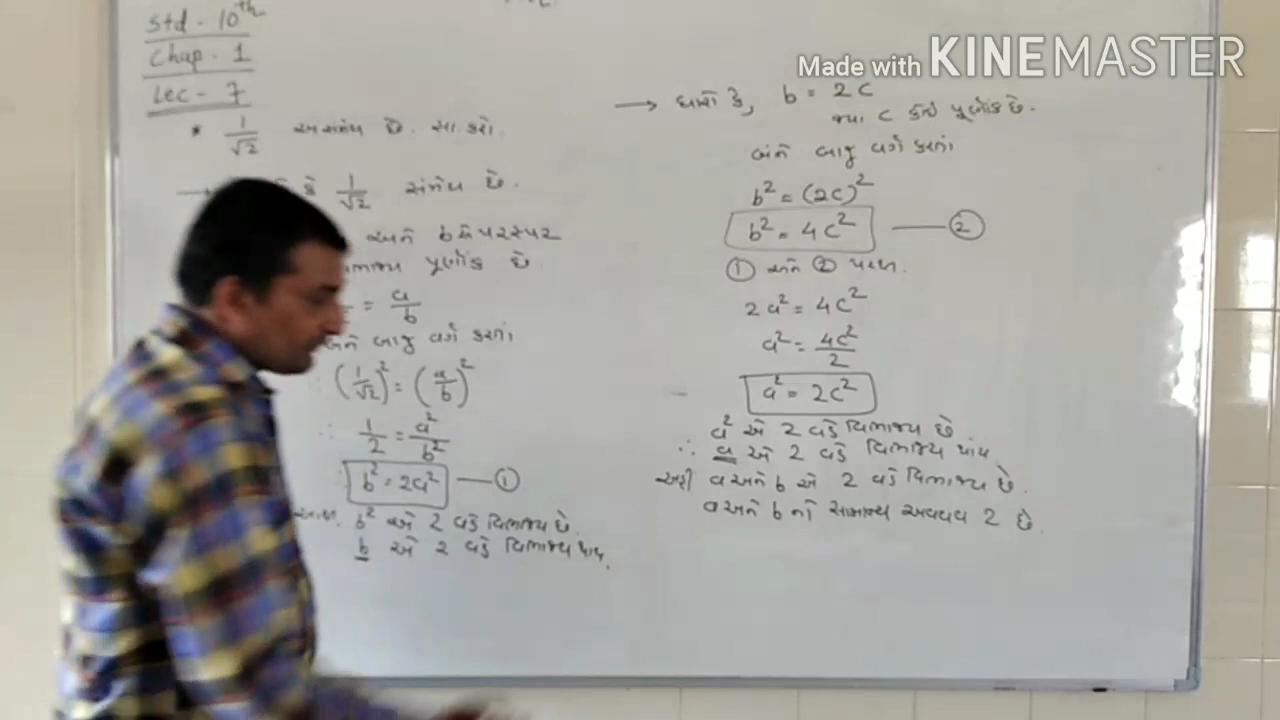 Std - 10th
Chap - 1
Lec - 7
* 1/√2 અસંમેય છે. સા.કરો.
→ કે 1/√2 સંમેય છે.
અને b એ પરસ્પર
પૂર્ણાંક છે.
= a/b
બાજુ વર્ગ કરતાં
(1/√2)² = (a/b)²
∴ 1/2 = a²/b²
b² = 2a² — ①
b² એ 2 વડે વિભાજ્ય છે.
b એ 2 વડે વિભાજ્ય થાય.
→ ધારો કે, b = 2c
જ્યાં c કોઈ પૂર્ણાંક છે.
બંને બાજુ વર્ગ કરતાં
b² = (2c)²
b² = 4c² — ②
① અને ② પરથી.
2a² = 4c²
a² = 4c²/2
a² = 2c²
a² એ 2 વડે વિભાજ્ય છે.
∴ a એ 2 વડે વિભાજ્ય થાય.
અહીં a અને b એ 2 વડે વિભાજ્ય છે.
a અને b નો સામાન્ય અવયવ 2 છે.
Made with KINEMASTER